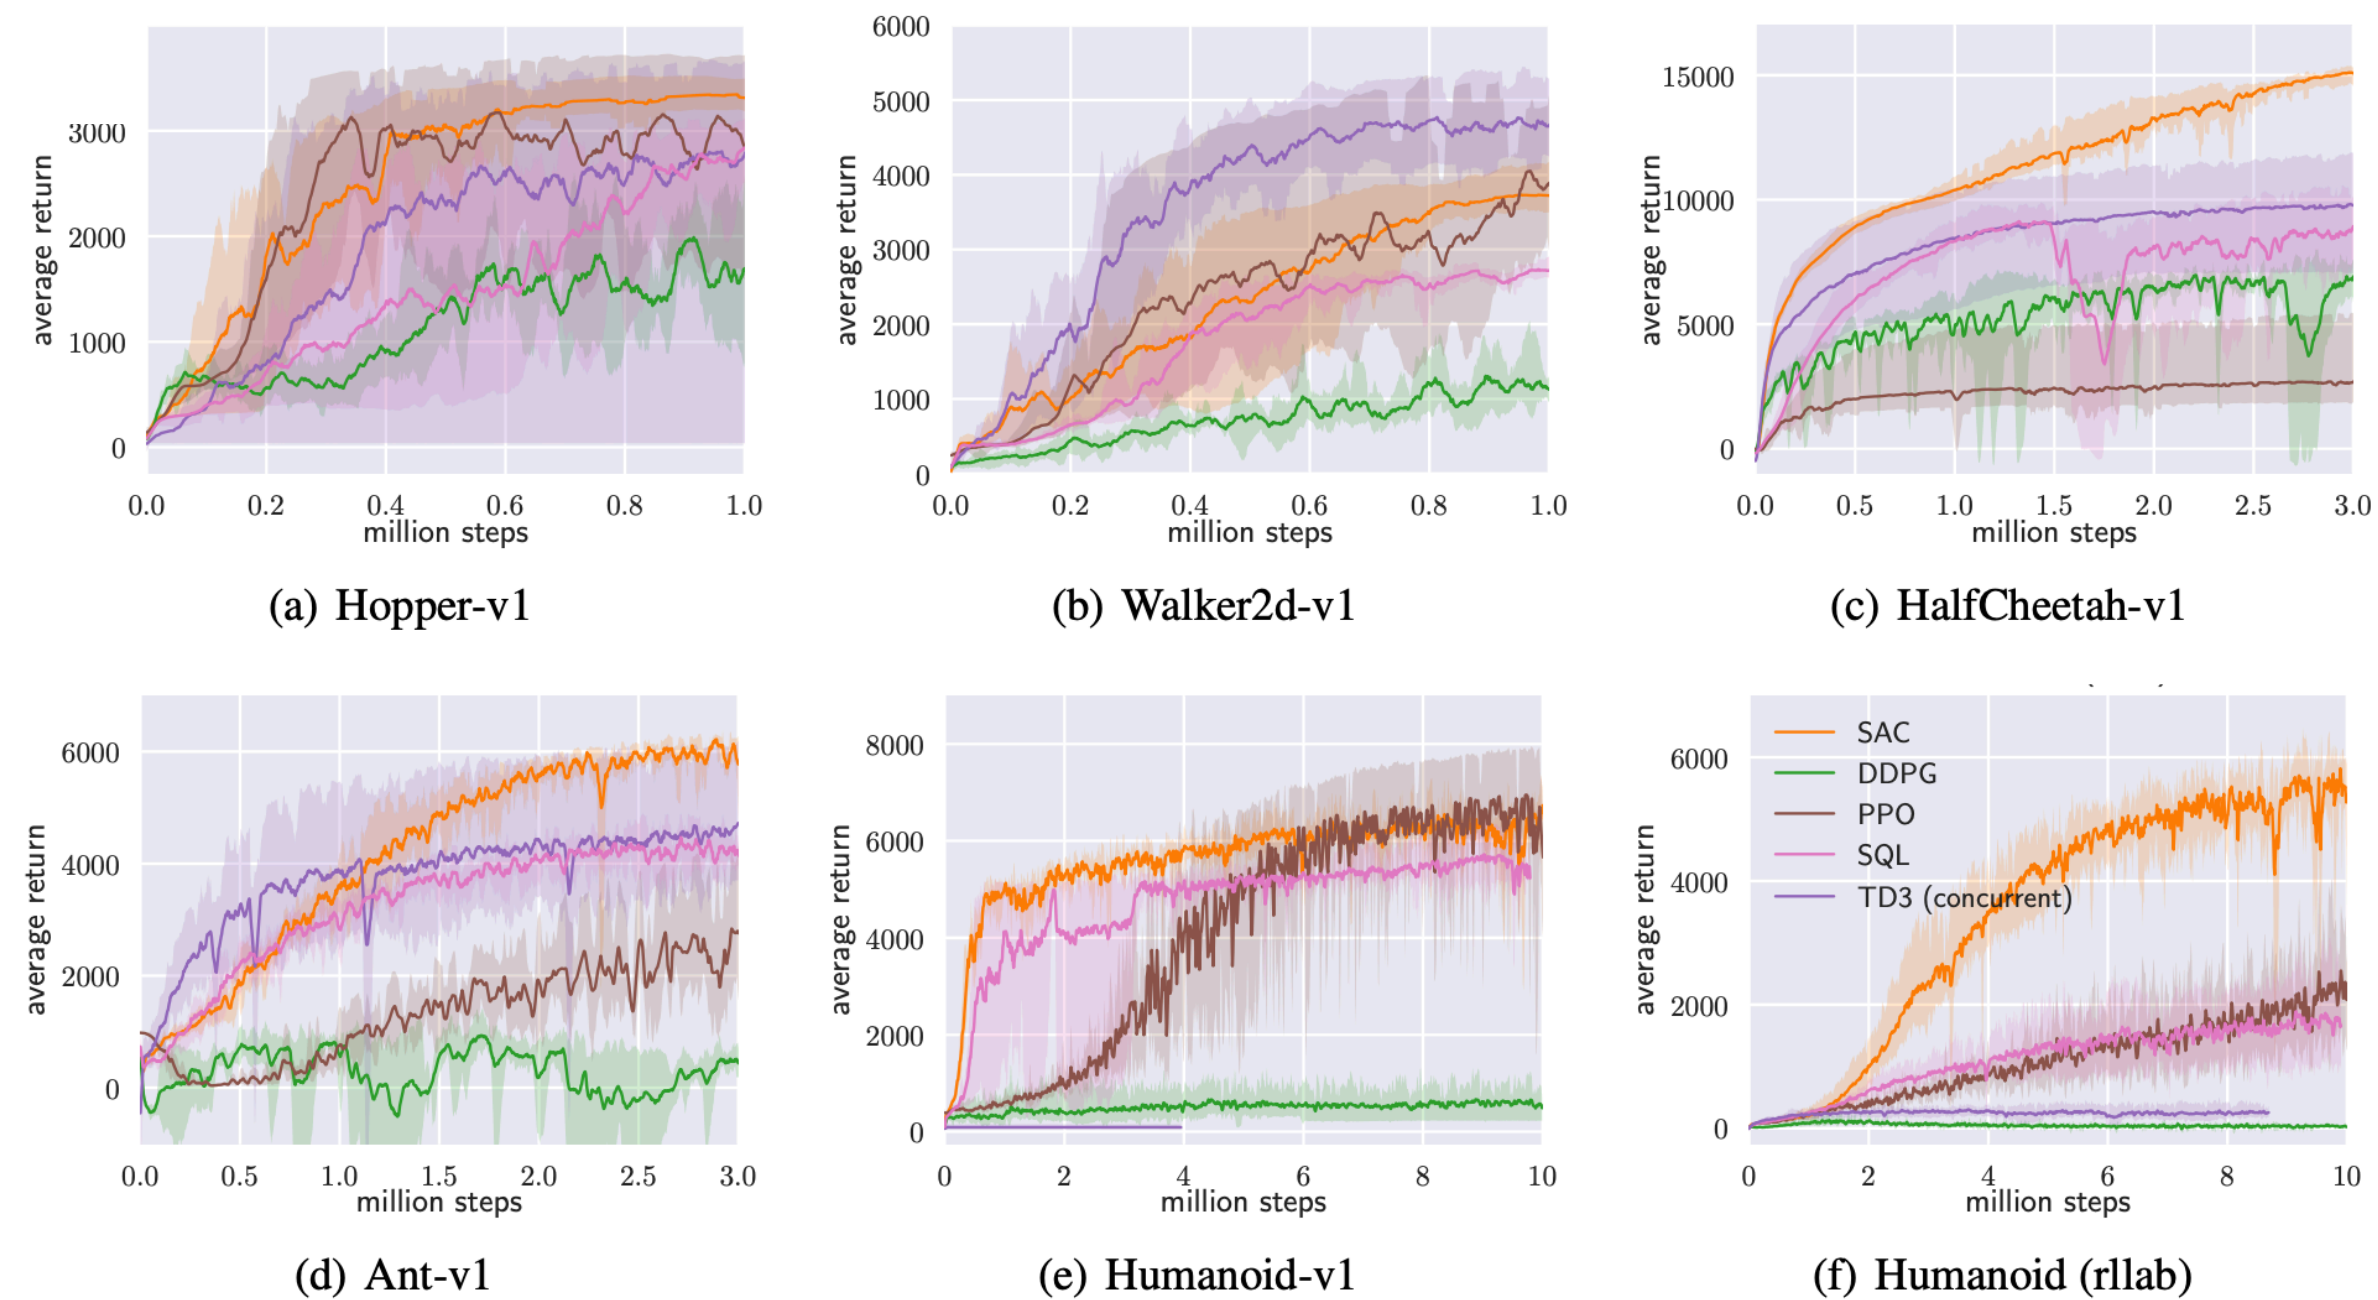 average return
3000
2000
1000
0
0.0 0.2 0.4 0.6 0.8 1.0
million steps
(a) Hopper-v1
average return
6000
5000
4000
3000
2000
1000
0
0.0 0.2 0.4 0.6 0.8 1.0
million steps
(b) Walker2d-v1
average return
15000
10000
5000
0
0.0 0.5 1.0 1.5 2.0 2.5 3.0
million steps
(c) HalfCheetah-v1
average return
6000
4000
2000
0
0.0 0.5 1.0 1.5 2.0 2.5 3.0
million steps
(d) Ant-v1
average return
8000
6000
4000
2000
0
0 2 4 6 8 10
million steps
(e) Humanoid-v1
average return
6000
4000
2000
0
SAC
DDPG
PPO
SQL
TD3 (concurrent)
0 2 4 6 8 10
million steps
(f) Humanoid (rllab)